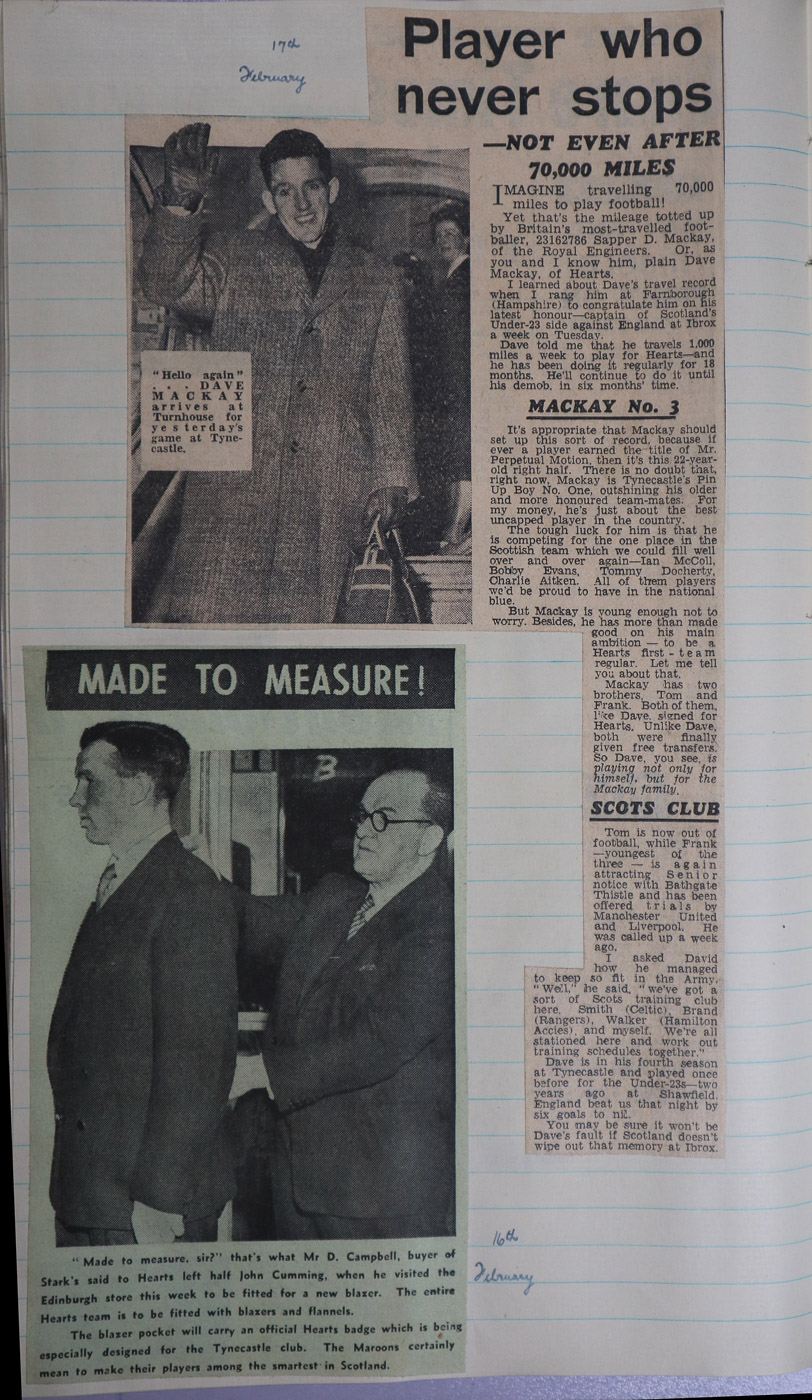 17th
February
Player who
never stops
—NOT EVEN AFTER
70,000 MILES
IMAGINE travelling 70,000
miles to play football!
Yet that's the mileage totted up
by Britain's most-travelled foot-
baller, 23162786 Sapper D. Mackay,
of the Royal Engineers. Or, as
you and I know him, plain Dave
Mackay, of Hearts.
I learned about Dave's travel record
when I rang him at Farnborough
(Hampshire) to congratulate him on his
latest honour—captain of Scotland's
Under-23 side against England at Ibrox
a week on Tuesday.
Dave told me that he travels 1,000
miles a week to play for Hearts—and
he has been doing it regularly for 18
months. He'll continue to do it until
his demob, in six months' time.
MACKAY No. 3
It's appropriate that Mackay should
set up this sort of record, because if
ever a player earned the title of Mr.
Perpetual Motion, then it's this 22-year-
old right half. There is no doubt that,
right now, Mackay is Tynecastle's Pin
Up Boy No. One, outshining his older
and more honoured team-mates. For
my money, he's just about the best
uncapped player in the country.
The tough luck for him is that he
is competing for the one place in the
Scottish team which we could fill well
over and over again—Ian McColl,
Bobby Evans, Tommy Docherty,
Charlie Aitken. All of them players
we'd be proud to have in the national
blue.
But Mackay is young enough not to
worry. Besides, he has more than made
good on his main
ambition — to be a
Hearts first-team
regular. Let me tell
you about that.
Mackay has two
brothers, Tom and
Frank. Both of them,
like Dave, signed for
Hearts. Unlike Dave,
both were finally
given free transfers.
So Dave, you see, is
playing not only for
himself, but for the
Mackay family.
SCOTS CLUB
Tom is now out of
football, while Frank
—youngest of the
three — is again
attracting Senior
notice with Bathgate
Thistle and has been
offered trials by
Manchester United
and Liverpool. He
was called up a week
ago.
I asked David
how he managed
to keep so fit in the Army.
"Well," he said, "we've got a
sort of Scots training club
here. Smith (Celtic), Brand
(Rangers), Walker (Hamilton
Accies), and myself. We're all
stationed here and work out
training schedules together."
Dave is in his fourth season
at Tynecastle and played once
before for the Under-23s—two
years ago at Shawfield.
England beat us that night by
six goals to nil.
You may be sure it won't be
Dave's fault if Scotland doesn't
wipe out that memory at Ibrox.
"Hello again"
. . . DAVE
MACKAY
arrives at
Turnhouse for
yesterday's
game at Tyne-
castle.
MADE TO MEASURE!
B
"Made to measure, sir?" that's what Mr D. Campbell, buyer of
Stark's said to Hearts left half John Cumming, when he visited the
Edinburgh store this week to be fitted for a new blazer. The entire
Hearts team is to be fitted with blazers and flannels.
The blazer pocket will carry an official Hearts badge which is being
especially designed for the Tynecastle club. The Maroons certainly
mean to make their players among the smartest in Scotland.
16th
February